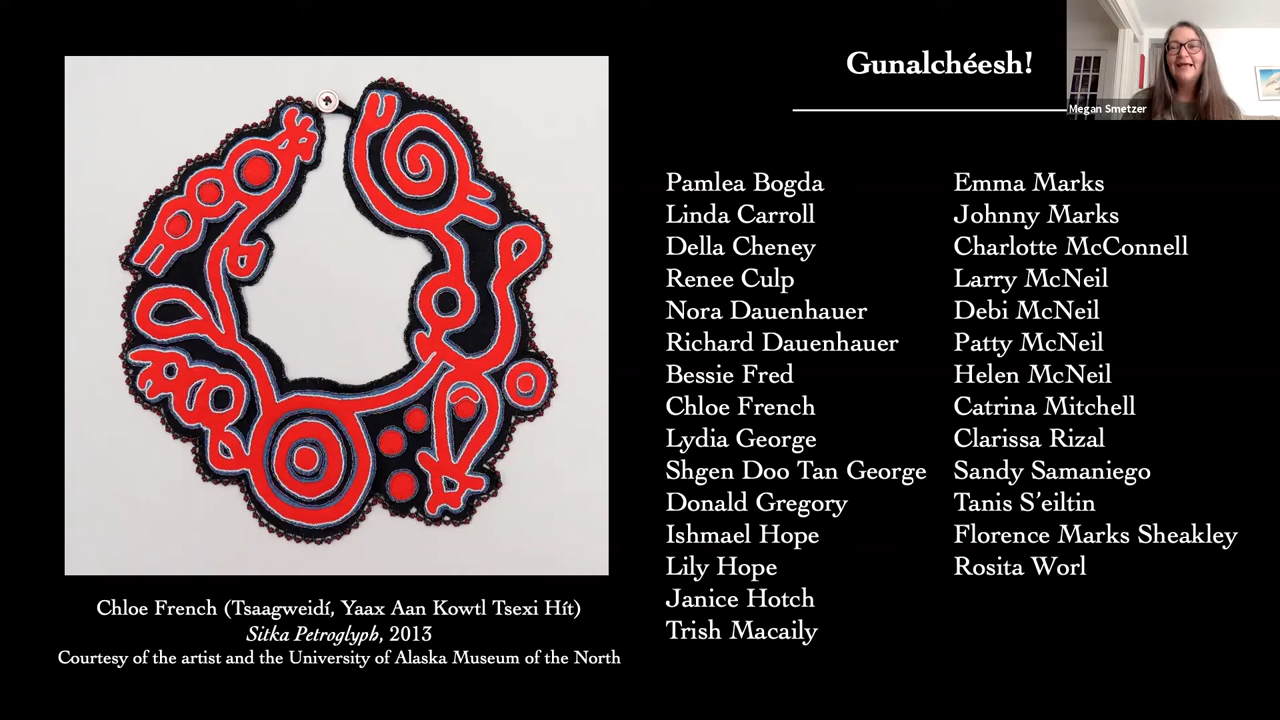 Gunalchéesh!
Megan Smetzer
Pamlea Bogda
Linda Carroll
Della Cheney
Renee Culp
Nora Dauenhauer
Richard Dauenhauer
Bessie Fred
Chloe French
Lydia George
Shgen Doo Tan George
Donald Gregory
Ishmael Hope
Lily Hope
Janice Hotch
Trish Macaily
Emma Marks
Johnny Marks
Charlotte McConnell
Larry McNeil
Debi McNeil
Patty McNeil
Helen McNeil
Catrina Mitchell
Clarissa Rizal
Sandy Samaniego
Tanis S’eiltin
Florence Marks Sheakley
Rosita Worl
Chloe French (Tsaagweidí, Yaax Aan Kowtl Tsexi Hít)
Sitka Petroglyph, 2013
Courtesy of the artist and the University of Alaska Museum of the North